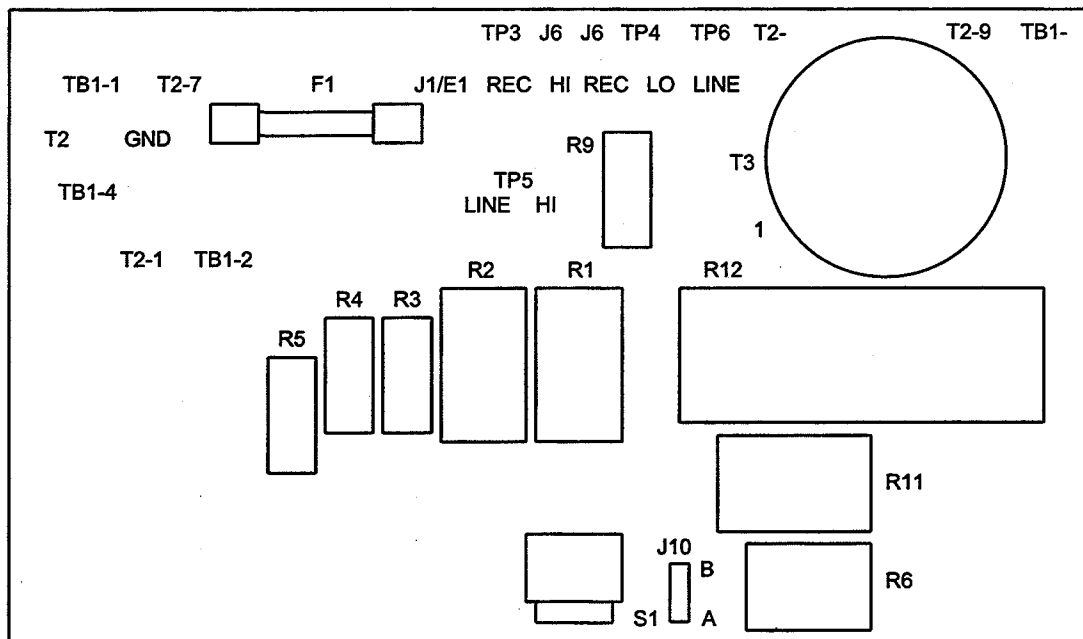 TP3 J6 J6 TP4 TP6 T2- T2-9 TB1-
TB1-1 T2-7 F1 J1/E1 REC HI REC LO LINE
T2 GND R9
T3
TP5
TB1-4 LINE HI
1
T2-1 TB1-2 R2 R1 R12
R4 R3
R5
R11
J10
B
R6
S1 A